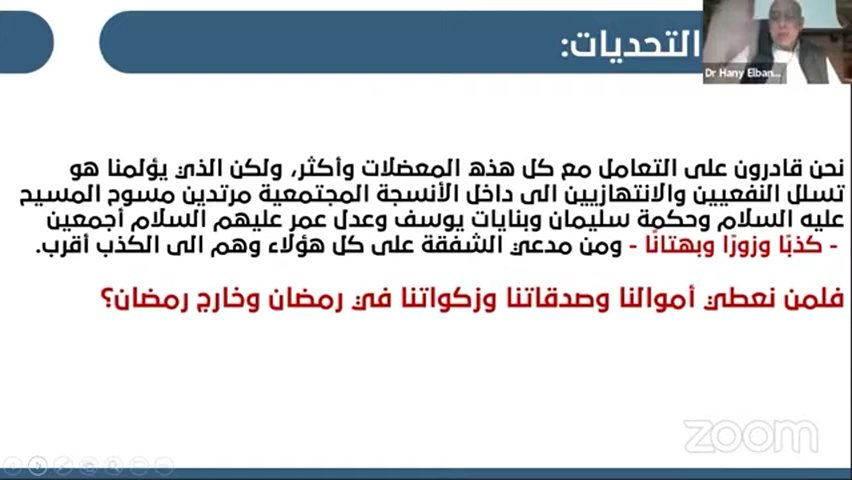 التحديات:
Dr Hany Elban...
نحن قادرون على التعامل مع كل هذه المعضلات وأكثر، ولكن الذي يؤلمنا هو
تسلل النفعيين والانتهازيين الى داخل الأنسجة المجتمعية مرتدين مسوح المسيح
عليه السلام وحكمة سليمان وبنايات يوسف وعدل عمر عليهم السلام أجمعين
- كذبًا وزورًا وبهتانًا - ومن مدعي الشفقة على كل هؤلاء وهم الى الكذب أقرب.
فلمن نعطي أموالنا وصدقاتنا وزكواتنا في رمضان وخارج رمضان؟
zoom